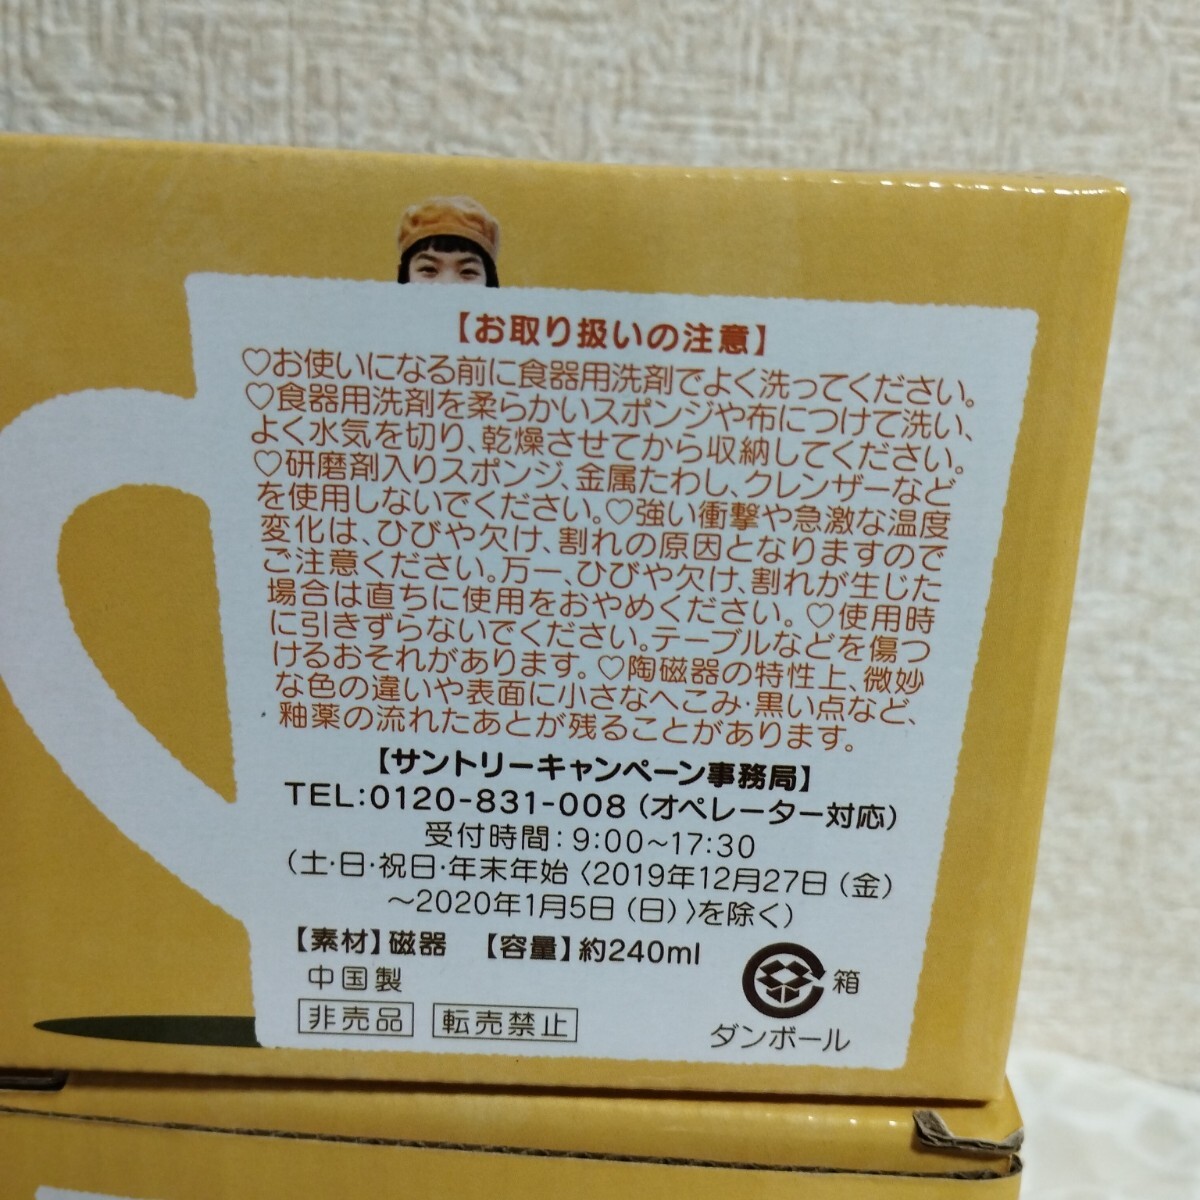 【お取り扱いの注意】
♡お使いになる前に食器用洗剤でよく洗ってください。
♡食器用洗剤を柔らかいスポンジや布につけて洗い、
よく水気を切り、乾燥させてから収納してください。
♡研磨剤入りスポンジ、金属たわし、クレンザーなど
を使用しないでください。♡強い衝撃や急激な温度
変化は、ひびや欠け、割れの原因となりますので
ご注意ください。万一、ひびや欠け、割れが生じた
場合は直ちに使用をおやめください。♡使用時
に引きずらないでください。テーブルなどを傷つ
けるおそれがあります。♡陶磁器の特性上、微妙
な色の違いや表面に小さなへこみ・黒い点など、
釉薬の流れたあとが残ることがあります。
【サントリーキャンペーン事務局】
TEL:0120-831-008（オペレーター対応）
受付時間：9:00～17:30
（土・日・祝日・年末年始〈2019年12月27日（金）
～2020年1月5日（日）〉を除く）
【素材】磁器 【容量】約240ml
中国製
非売品 転売禁止
箱
ダンボール